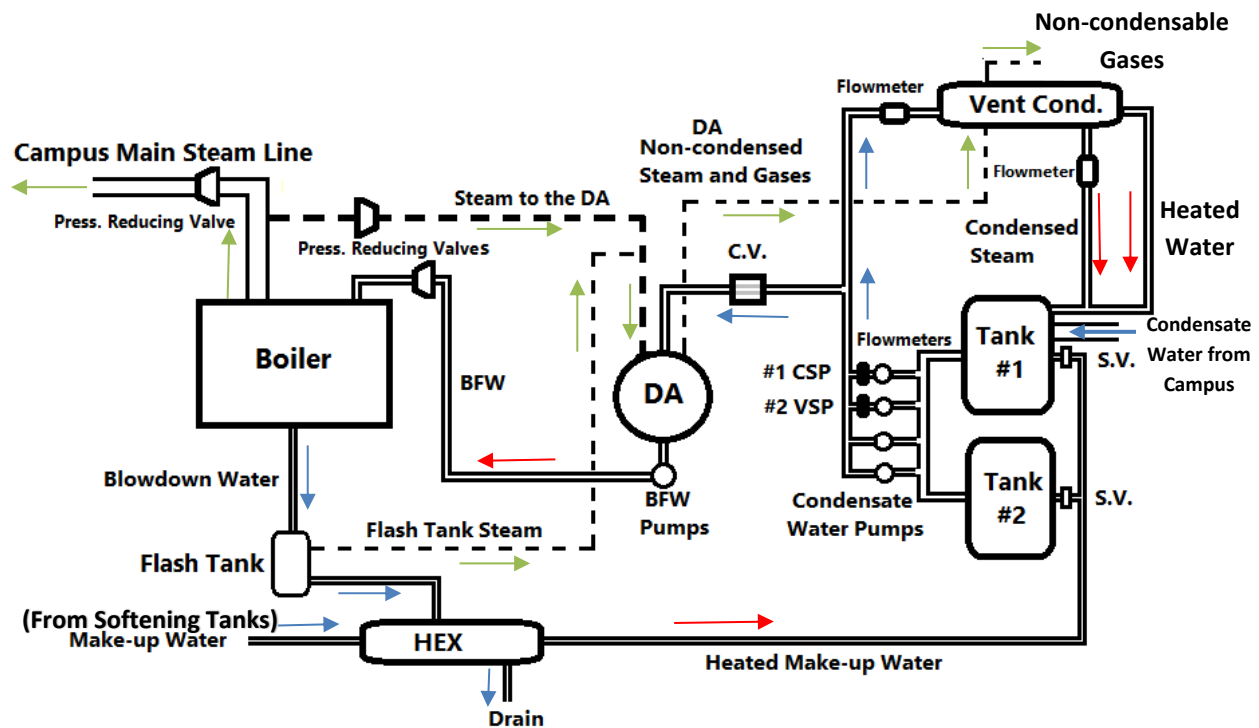 Non-condensable
Gases
Flowmeter
Vent Cond.
DA
Non-condensed
Steam and Gases
Campus Main Steam Line
Press. Reducing Valve
Steam to the DA
Press. Reducing Valves
Flowmeter
Condensed
Steam
Heated
Water
C.V.
Boiler
BFW
DA
Flowmeters
#1 CSP
#2 VSP
Tank
#1
Condensate
Water from
Campus
S.V.
Blowdown Water
BFW
Pumps
Condensate
Water Pumps
Tank
#2
S.V.
Flash Tank Steam
Flash Tank
(From Softening Tanks)
Make-up Water
HEX
Heated Make-up Water
Drain